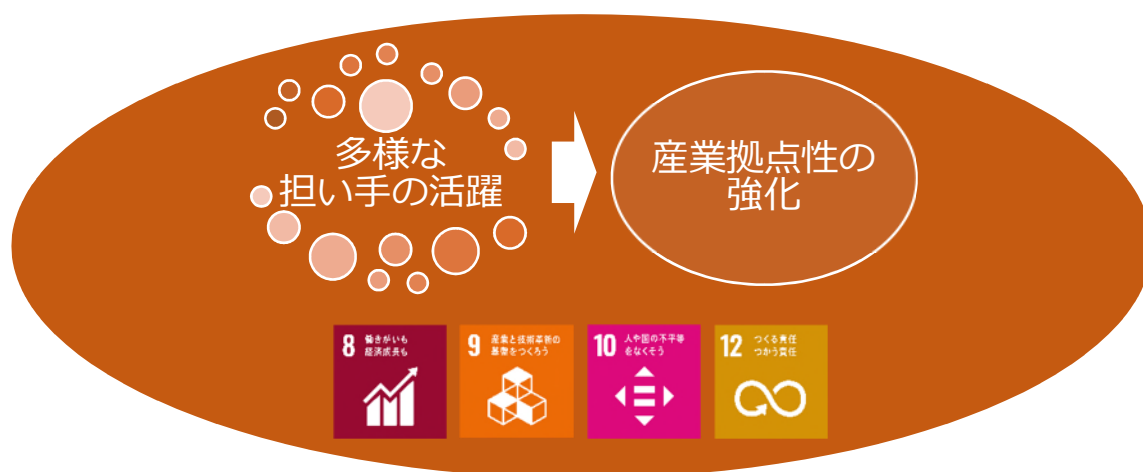 多様な
担い手の活躍
産業拠点性の
強化
8 働きがいも
経済成長も
9 産業と技術革新の
基盤をつくろう
10 人や国の不平等
をなくそう
12 つくる責任
つかう責任